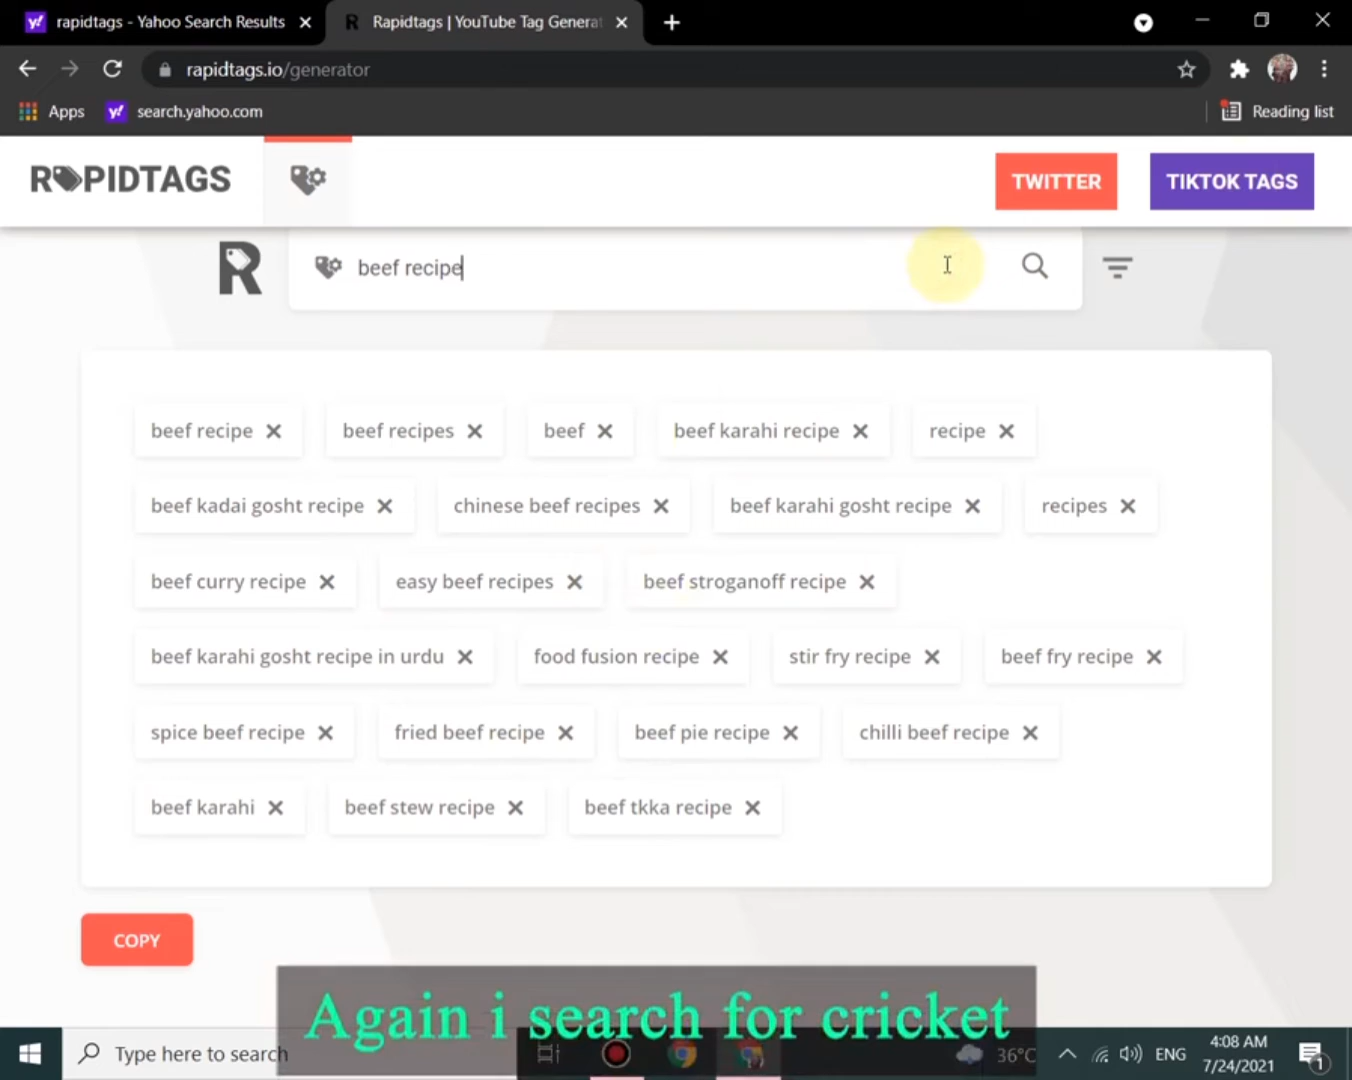 rapidtags - Yahoo Search Results
Rapidtags | YouTube Tag Genera
rapidtags.io/generator
Apps
search.yahoo.com
Reading list
RAPIDTAGS
TWITTER
TIKTOK TAGS
R
beef recipe
beef recipe
beef recipes
beef
beef karahi recipe
recipe
beef kadai gosht recipe
chinese beef recipes
beef karahi gosht recipe
recipes
beef curry recipe
easy beef recipes
beef stroganoff recipe
beef karahi gosht recipe in urdu
food fusion recipe
stir fry recipe
beef fry recipe
spice beef recipe
fried beef recipe
beef pie recipe
chilli beef recipe
beef karahi
beef stew recipe
beef tkka recipe
COPY
Again i search for cricket
Type here to search
36°C
ENG
4:08 AM
7/24/2021
1